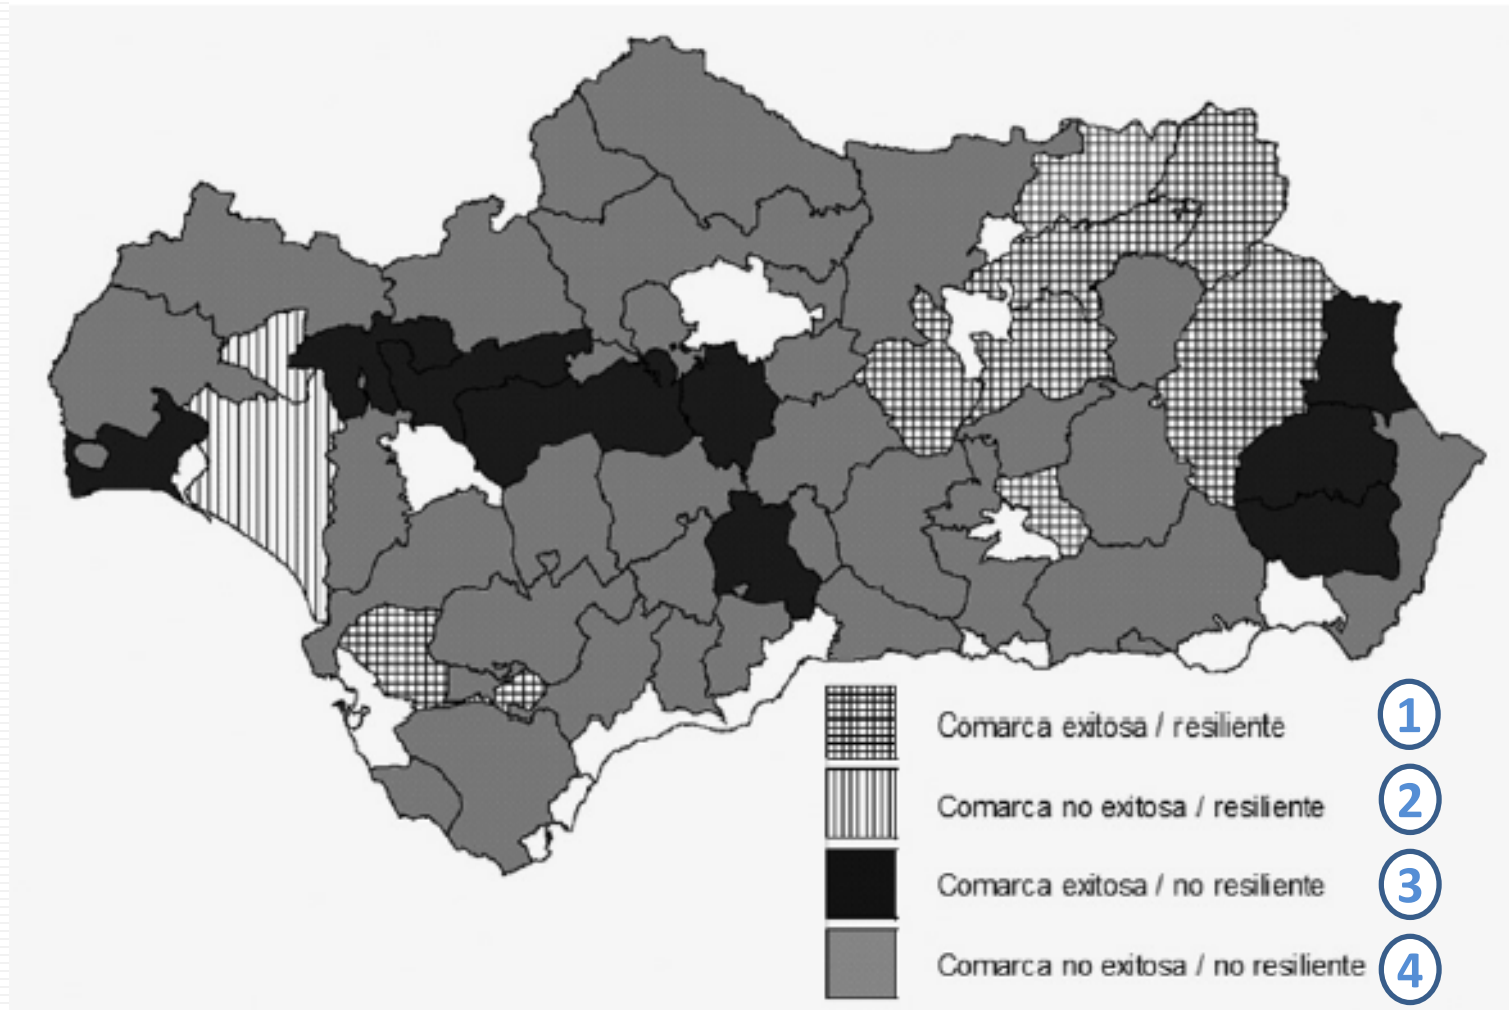 Comarca exitosa / resiliente 1
Comarca no exitosa / resiliente 2
Comarca exitosa / no resiliente 3
Comarca no exitosa / no resiliente 4